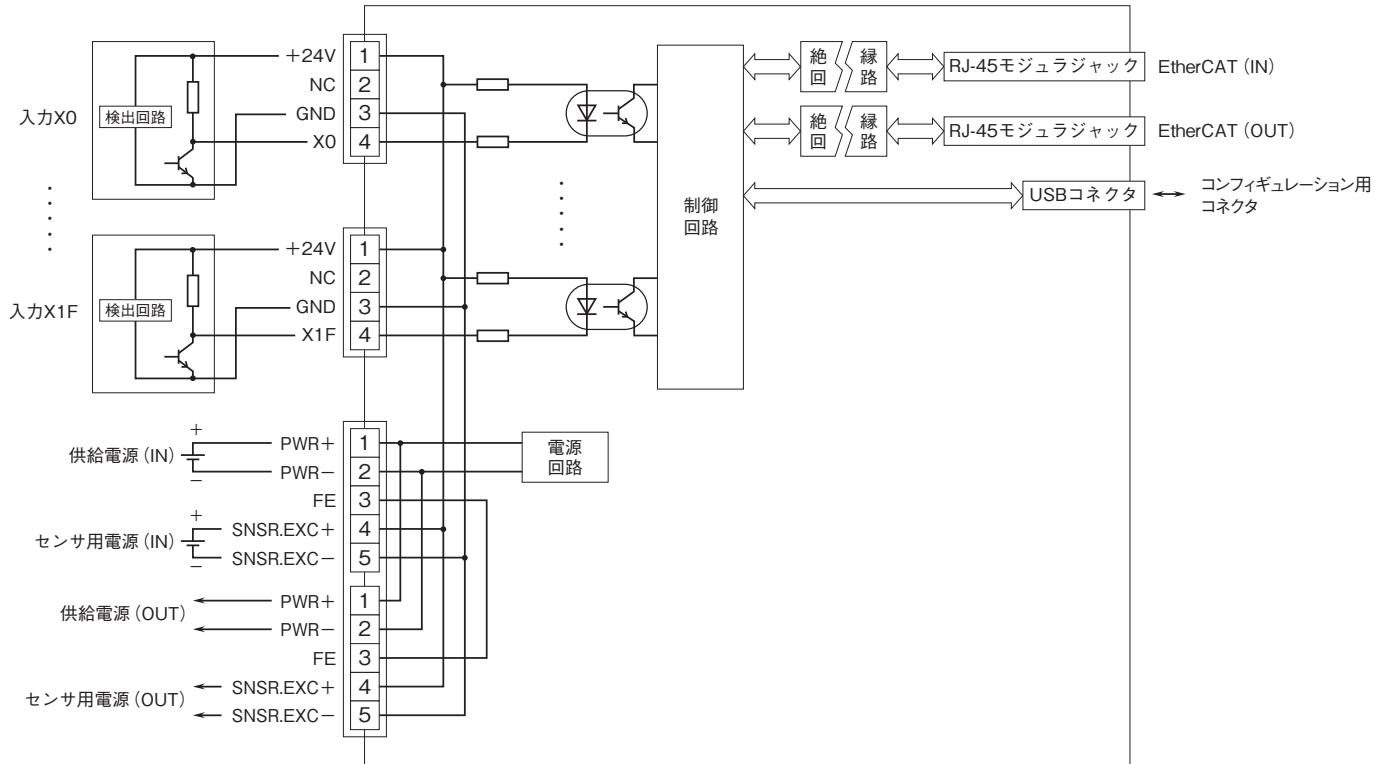 入力X0
検出回路
+24V 1
NC 2
GND 3
X0 4
入力X1F
検出回路
+24V 1
NC 2
GND 3
X1F 4
制御
回路
絶 縁
回 路
RJ-45モジュラジャック EtherCAT (IN)
絶 縁
回 路
RJ-45モジュラジャック EtherCAT (OUT)
USBコネクタ
コンフィギュレーション用
コネクタ
供給電源 (IN)
+
−
PWR+ 1
PWR− 2
FE 3
センサ用電源 (IN)
+
−
SNSR.EXC+ 4
SNSR.EXC− 5
電源
回路
供給電源 (OUT)
PWR+ 1
PWR− 2
FE 3
センサ用電源 (OUT)
SNSR.EXC+ 4
SNSR.EXC− 5